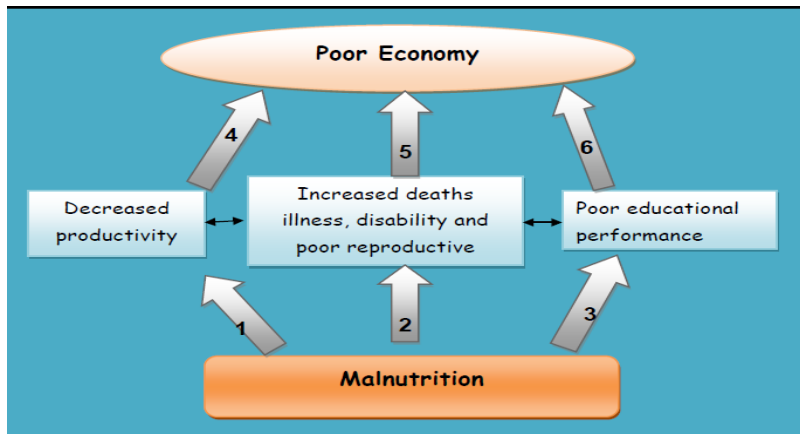 Poor Economy
4
5
6
Decreased
productivity
Increased deaths
illness, disability and
poor reproductive
Poor educational
performance
1
2
3
Malnutrition